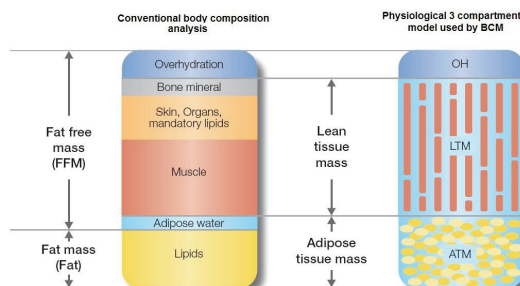 Conventional body composition
analysis
Physiological 3 compartment
model used by BCM
Overhydration
Bone mineral
Skin, Organs,
mandatory lipids
Muscle
Adipose water
Lipids
Fat free
mass
(FFM)
Fat mass
(Fat)
Lean
tissue
mass
Adipose
tissue mass
OH
LTM
ATM